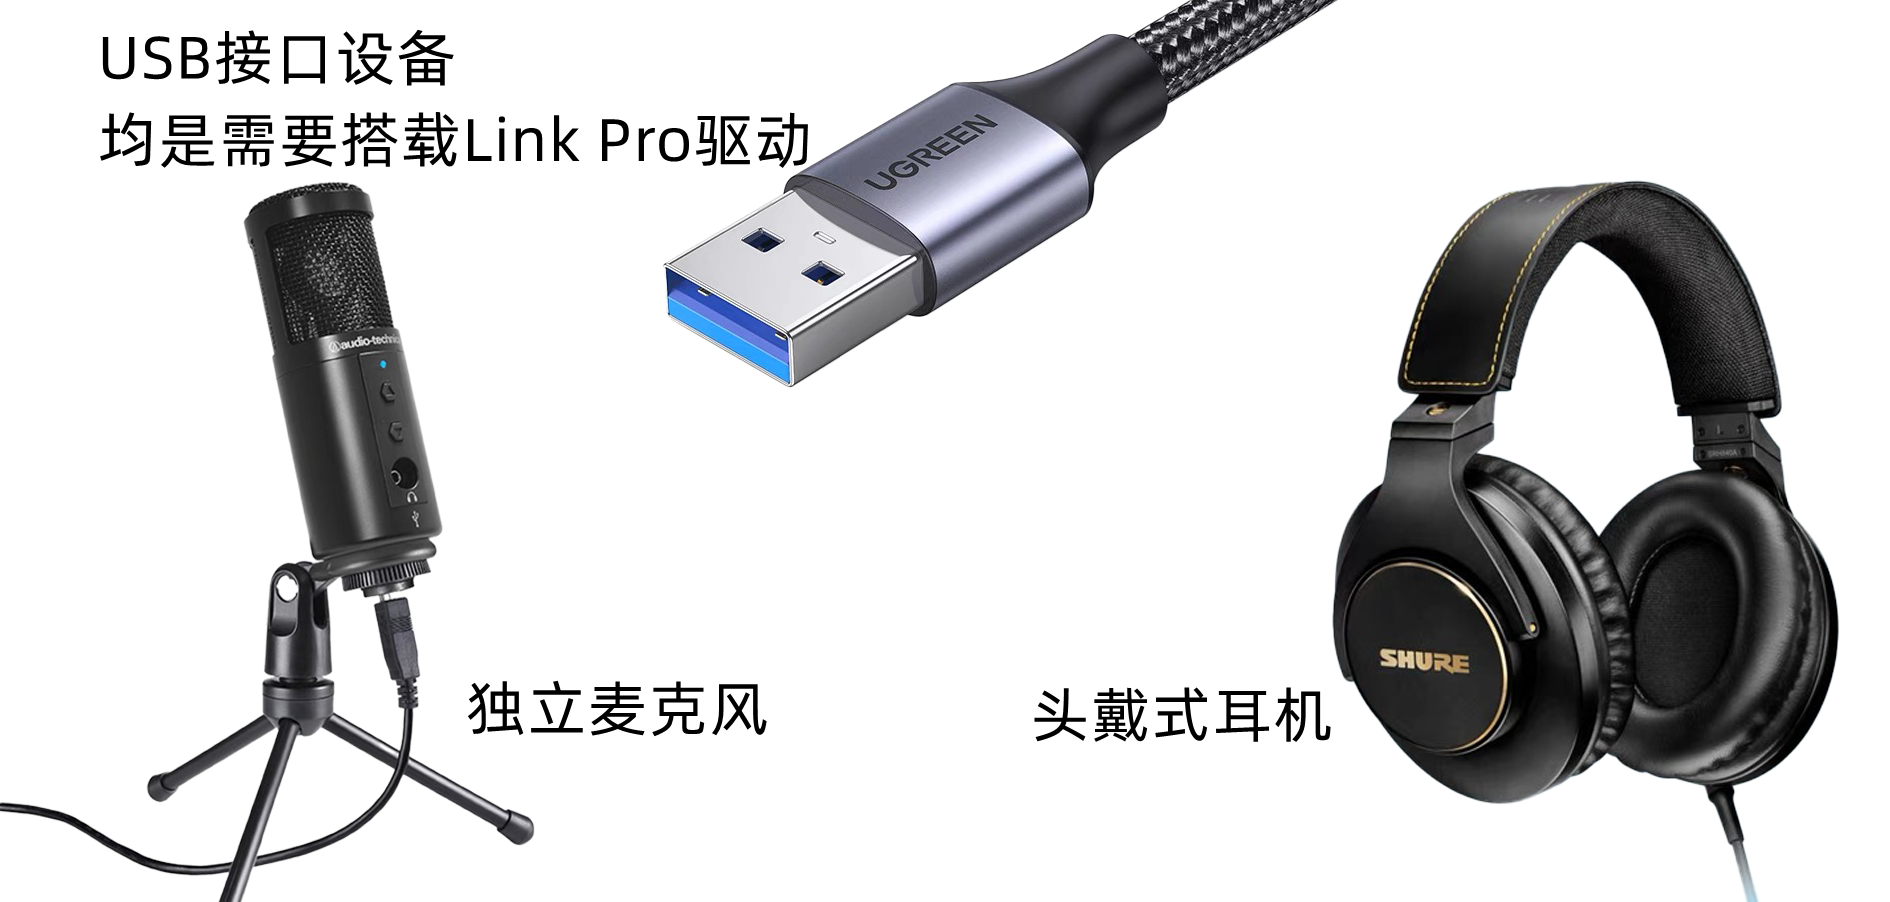 USB接口设备
均是需要搭载Link Pro驱动
UGREEN
audio-technica
SHURE
独立麦克风
头戴式耳机